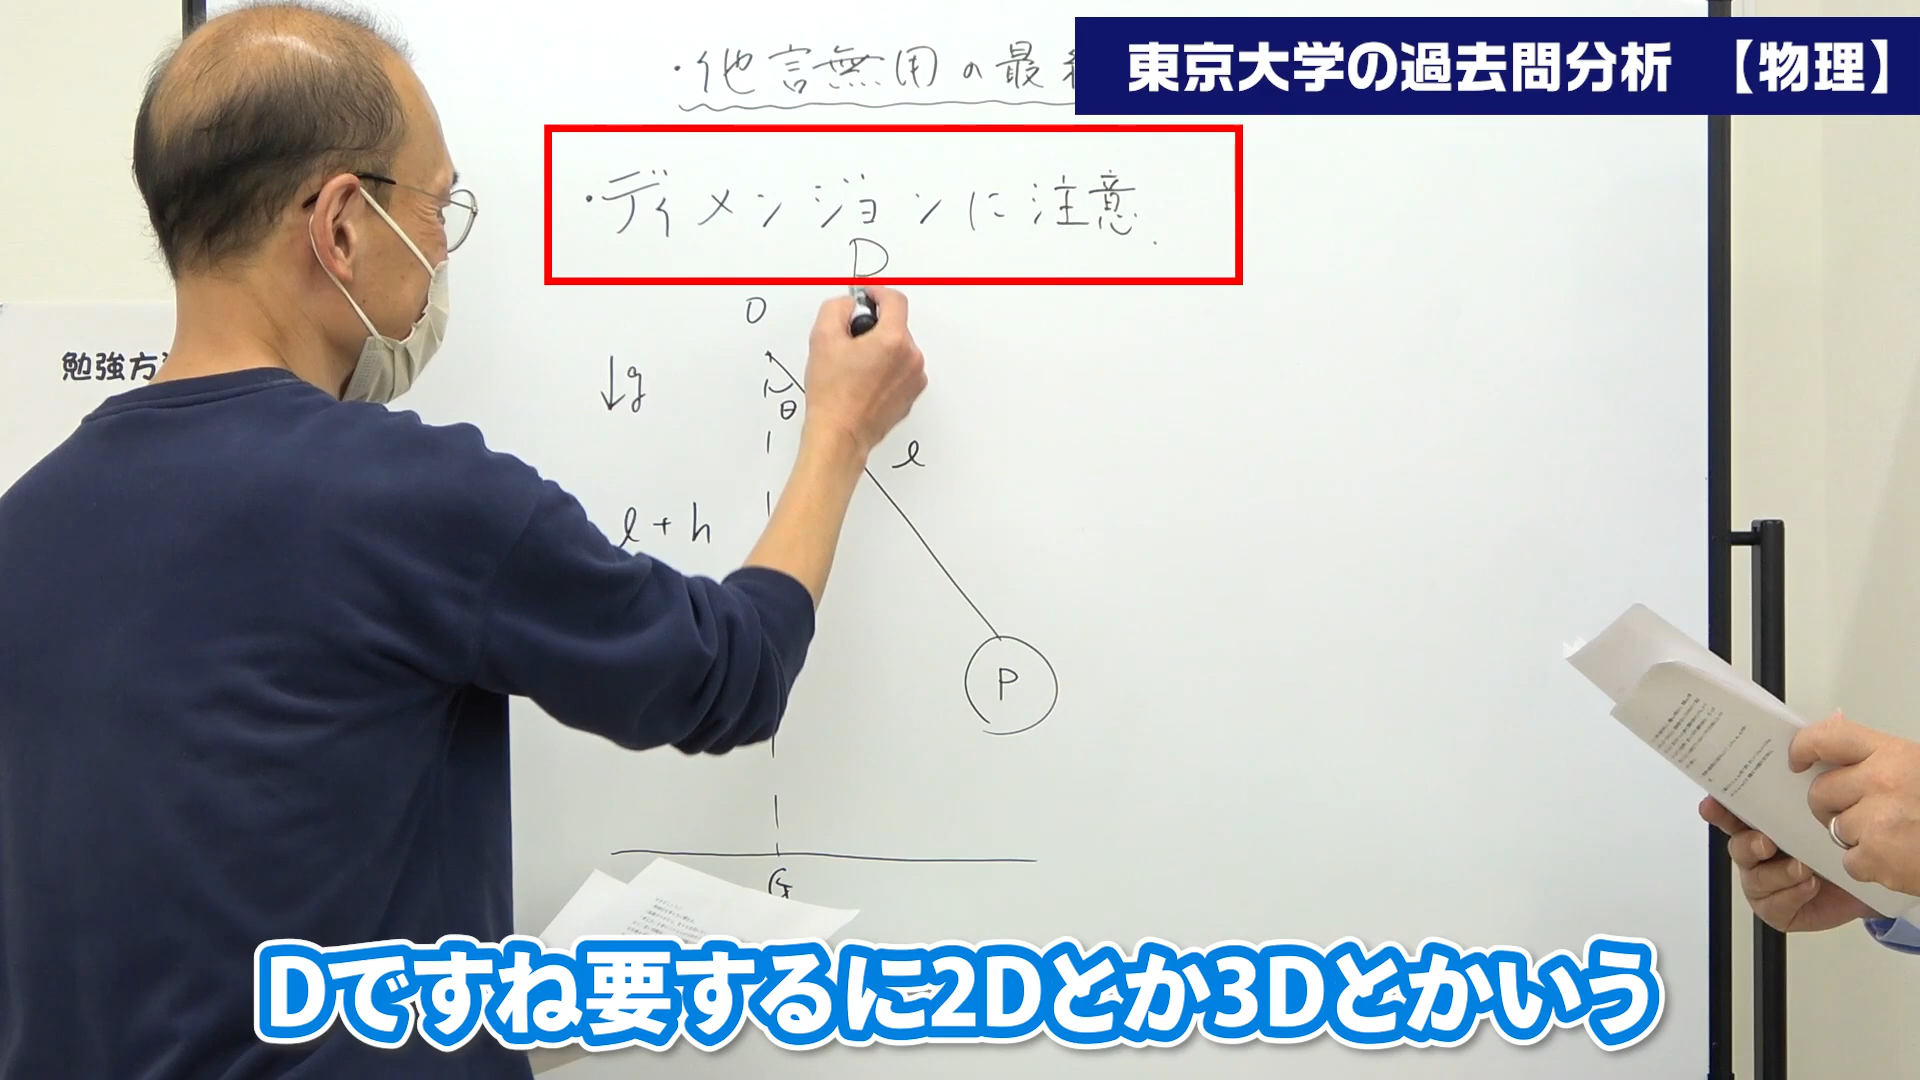 東京大学の過去問分析 【物理】
・他言無用の最
・ディメンジョンに注意.
D
O
↓g
θ
l
l + h
P
G
勉強方
Dですね要するに2Dとか3Dとかいう